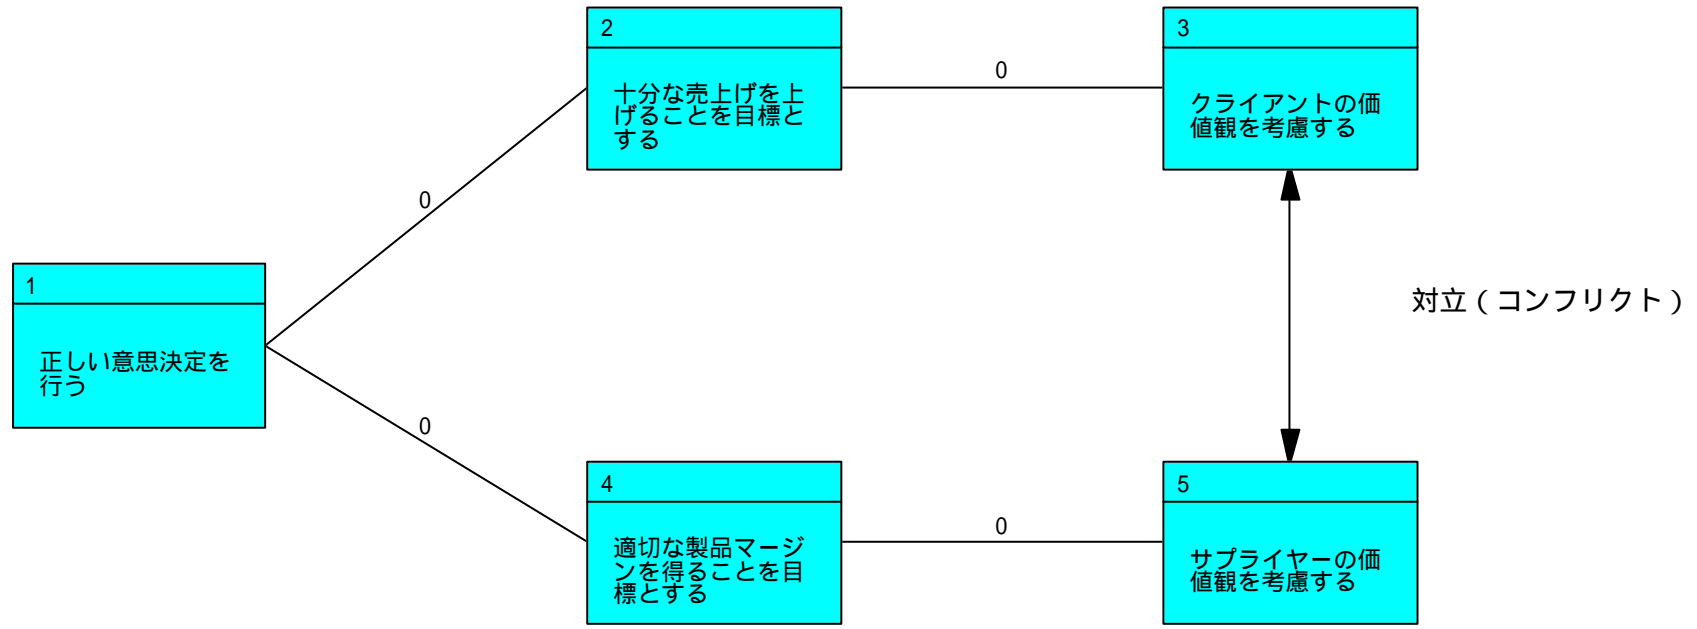 2
十分な売上げを上
げることを目標と
する
0
3
クライアントの価
値観を考慮する
0
1
正しい意思決定を
行う
対立(コンフリクト)
0
4
適切な製品マージ
ンを得ることを目
標とする
0
5
サプライヤーの価
値観を考慮する